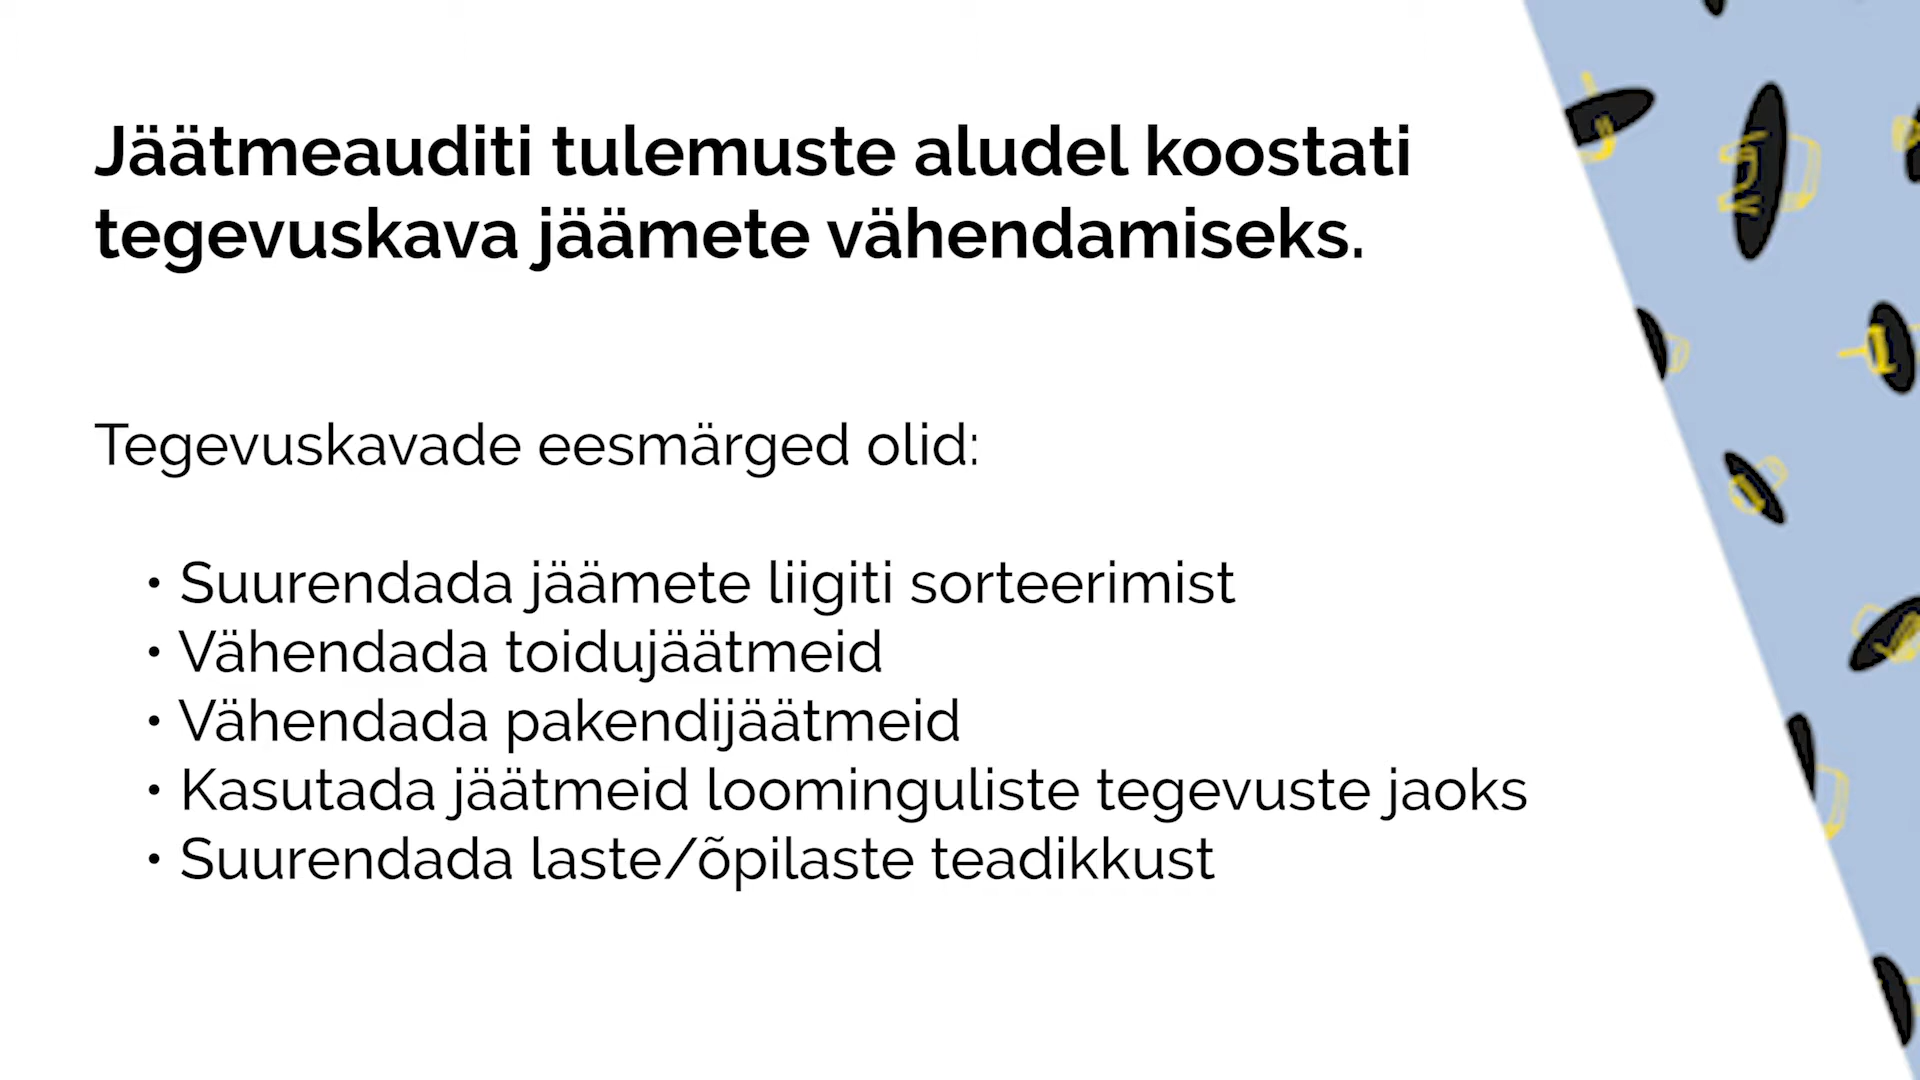 Jäätmeauditi tulemuste aludel koostati
tegevuskava jäämete vähendamiseks.
Tegevuskavade eesmärged olid:
• Suurendada jäämete liigiti sorteerimist
• Vähendada toidujäätmeid
• Vähendada pakendijäätmeid
• Kasutada jäätmeid loominguliste tegevuste jaoks
• Suurendada laste/õpilaste teadikkust